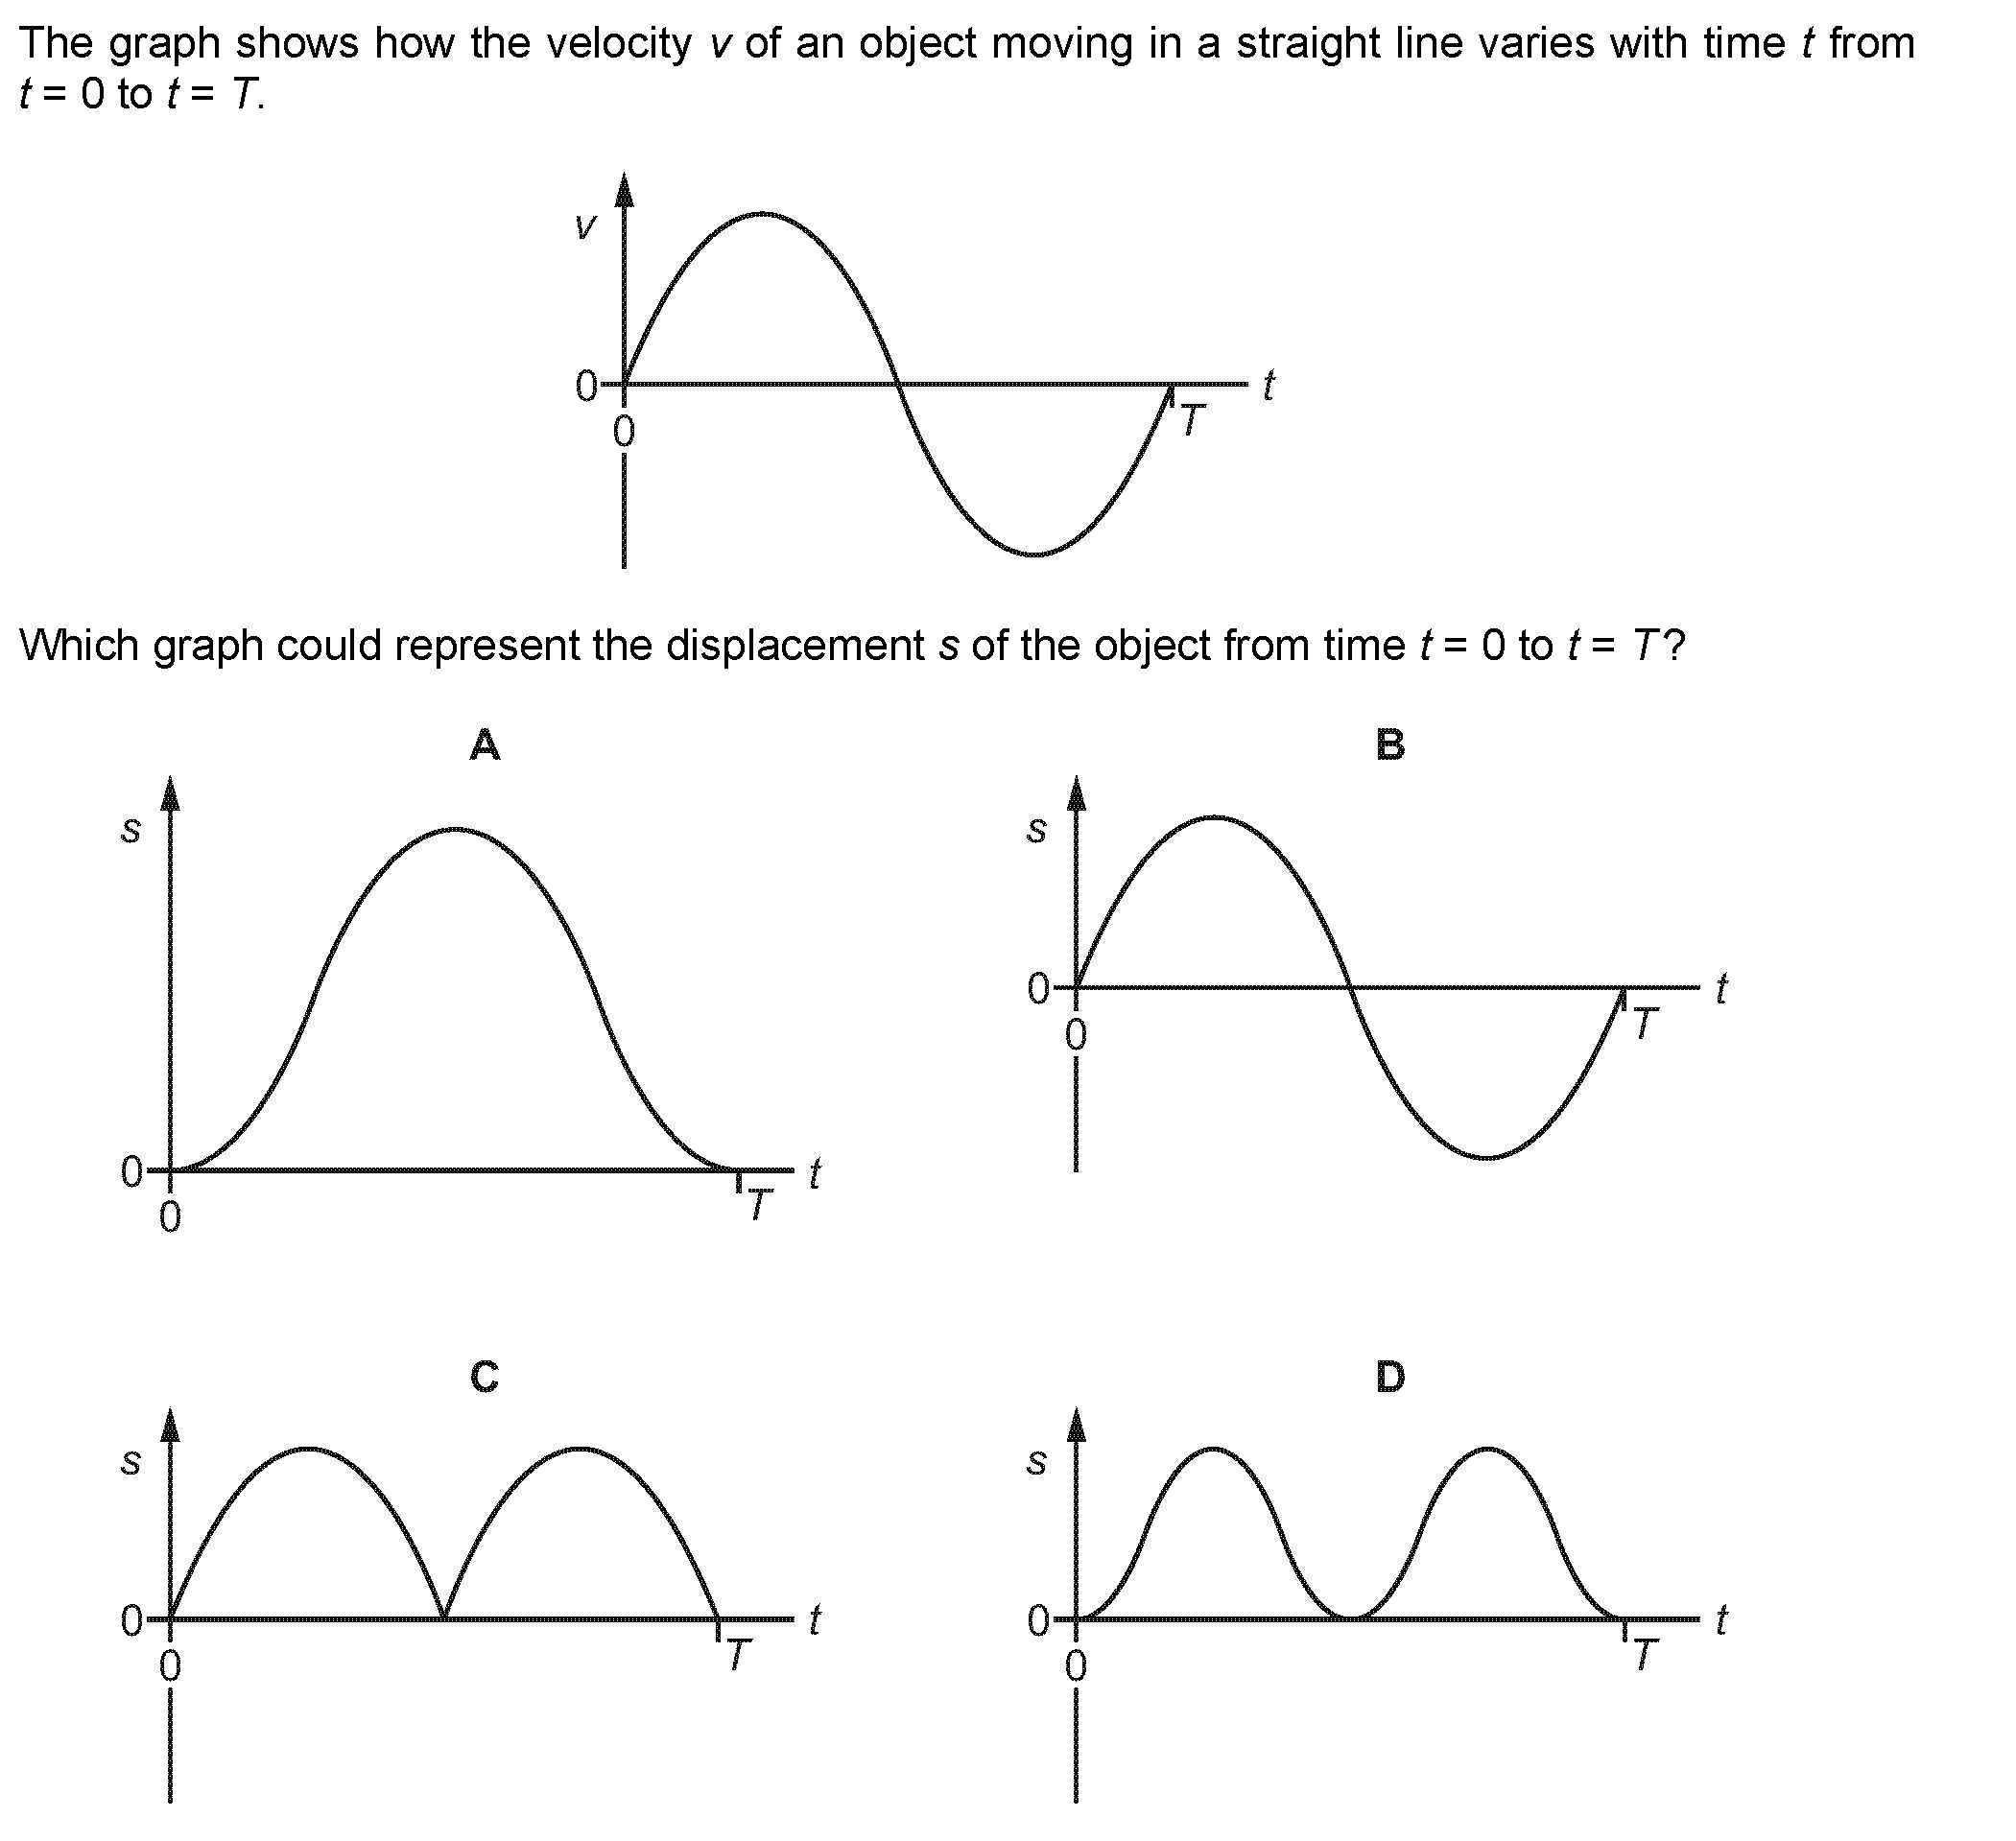 The graph shows how the velocity v of an object moving in a straight line varies with time t from
t = 0 to t = T.
v
0
t
0
T
Which graph could represent the displacement s of the object from time t = 0 to t = T?
A
s
0
t
0
T
B
s
0
t
0
T
C
s
0
t
0
T
D
s
0
t
0
T